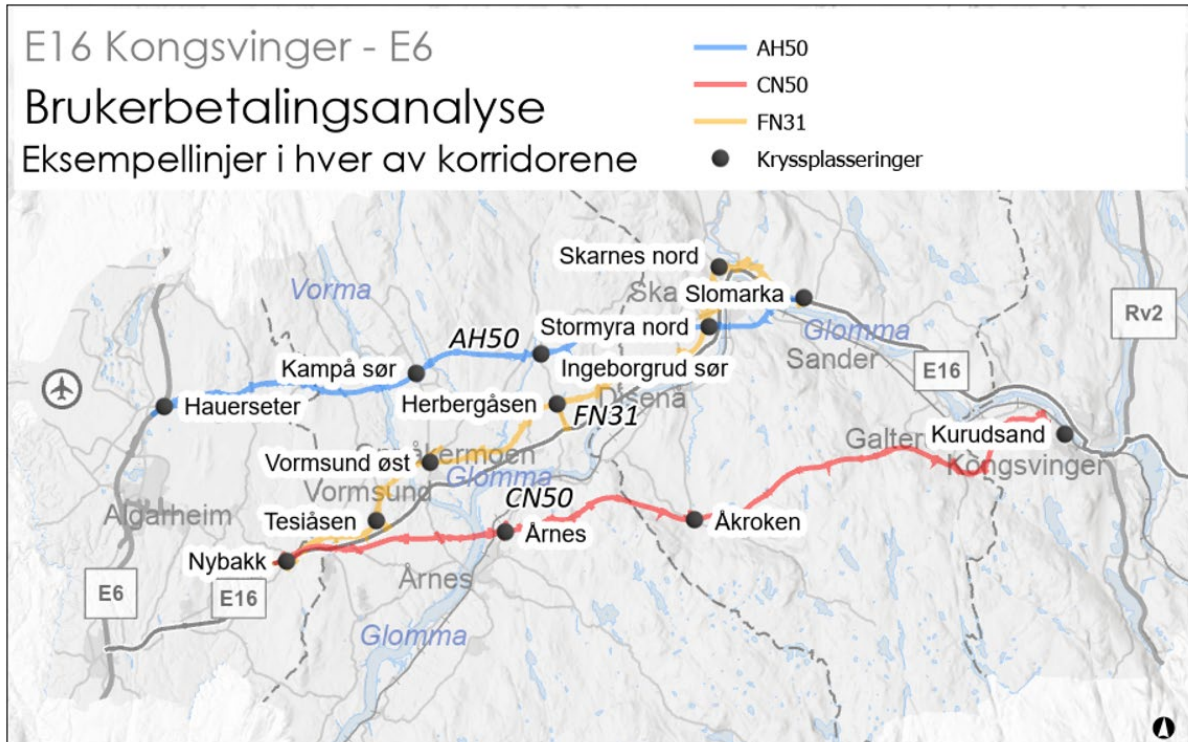 E16 Kongsvinger - E6
Brukerbetalingsanalyse
Eksempellinjer i hver av korridorene
AH50
CN50
FN31
Kryssplasseringer
Skarnes nord
Vorma
Ska
Slomarka
Stormyra nord
Glomma
Rv2
AH50
Sander
Kampå sør
Ingeborgrud sør
E16
Disenå
Hauerseter
Herbergåsen
FN31
Galter
Kurudsand
Vormsund øst
Glomma
Kongsvinger
Vormsund
CN50
Algarheim
Tesiåsen
Årnes
Åkroken
Nybakk
Årnes
E6
E16
Glomma